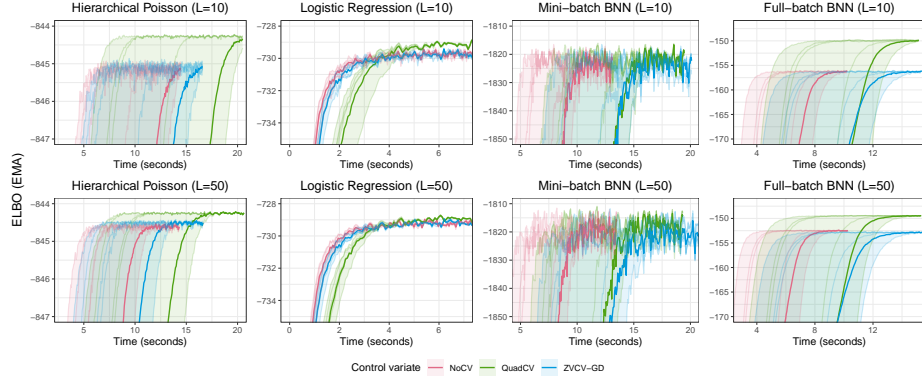 Hierarchical Poisson (L=10)
Logistic Regression (L=10)
Mini−batch BNN (L=10)
Full−batch BNN (L=10)
−844
−845
−846
−847
5 10 15 20
Time (seconds)
−730
−732
−734
0 2 4 6
Time (seconds)
−1820
−1830
−1840
−1850
5 10 15 20
Time (seconds)
−150
−155
−160
−165
−170
4 8 12
Time (seconds)
ELBO (EMA)
Hierarchical Poisson (L=50)
Logistic Regression (L=50)
Mini−batch BNN (L=50)
Full−batch BNN (L=50)
−844
−845
−846
−847
5 10 15 20
Time (seconds)
−730
−732
−734
0 2 4 6
Time (seconds)
−1810
−1820
−1830
−1840
−1850
5 10 15 20
Time (seconds)
−150
−155
−160
−165
−170
4 8 12
Time (seconds)
Control variate NoCV QuadCV ZVCV−GD